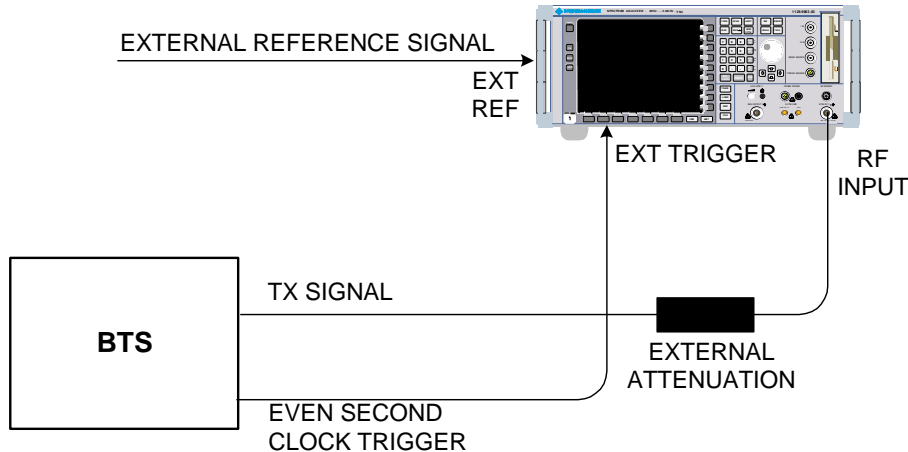 EXTERNAL REFERENCE SIGNAL
EXT
REF
EXT TRIGGER
RF
INPUT
TX SIGNAL
BTS
EXTERNAL
ATTENUATION
EVEN SECOND
CLOCK TRIGGER